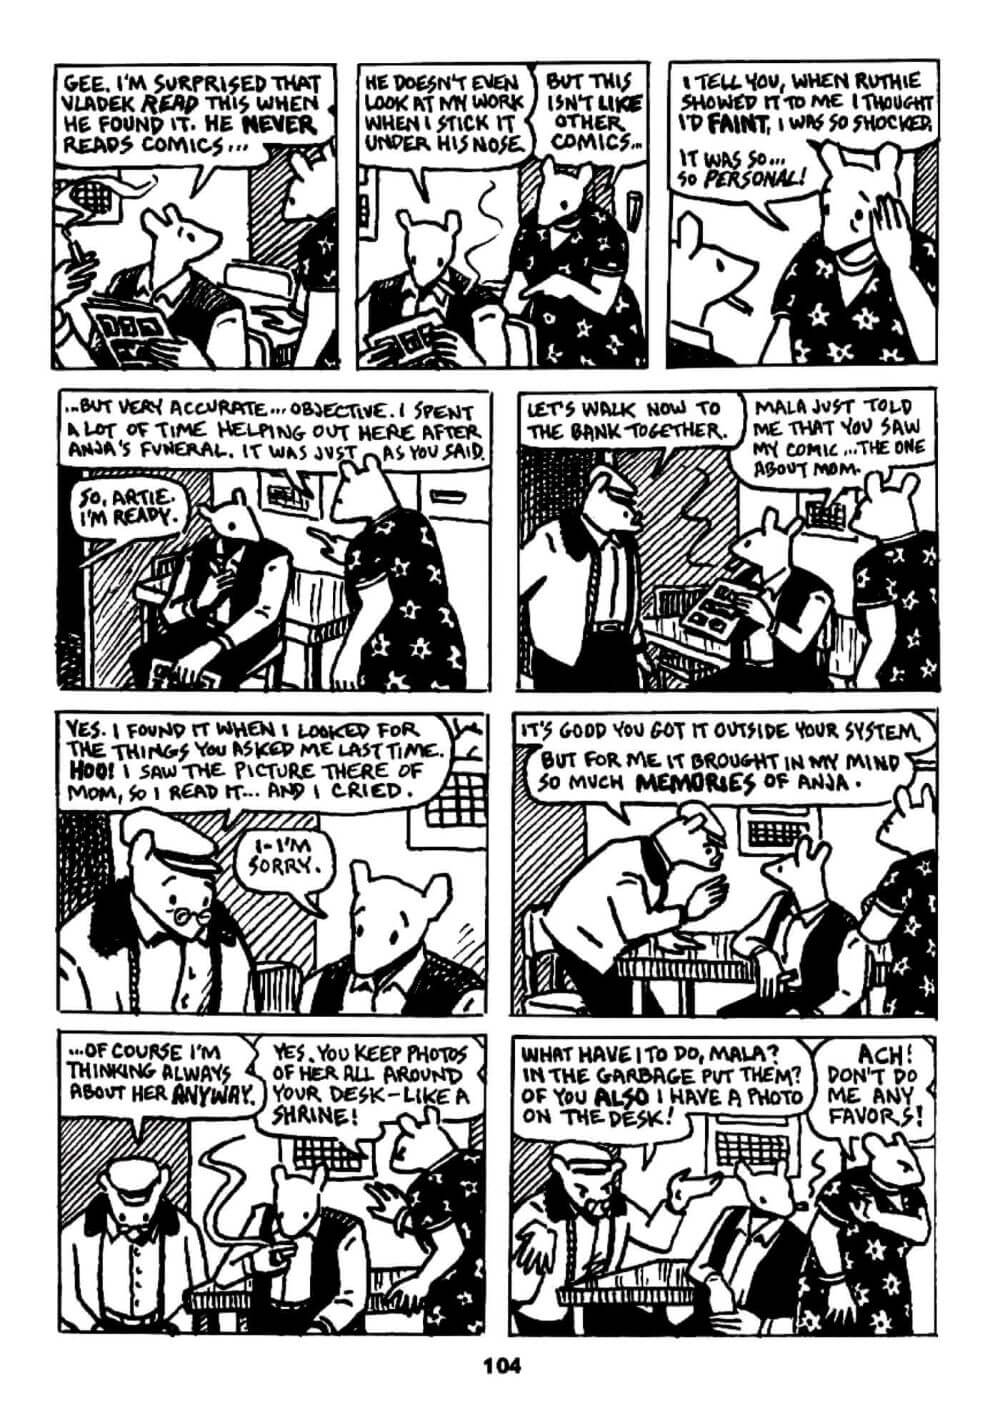 GEE. I'M SURPRISED THAT
VLADEK READ THIS WHEN
HE FOUND IT. HE NEVER
READS COMICS...
HE DOESN'T EVEN
LOOK AT MY WORK
WHEN I STICK IT
UNDER HIS NOSE.
BUT THIS
ISN'T LIKE
OTHER
COMICS...
I TELL YOU, WHEN RUTHIE
SHOWED IT TO ME I THOUGHT
I'D FAINT, I WAS SO SHOCKED.
IT WAS SO...
SO PERSONAL!
...BUT VERY ACCURATE... OBJECTIVE. I SPENT
A LOT OF TIME HELPING OUT HERE AFTER
ANJA'S FUNERAL. IT WAS JUST AS YOU SAID.
SO, ARTIE.
I'M READY.
LET'S WALK NOW TO
THE BANK TOGETHER.
MALA JUST TOLD
ME THAT YOU SAW
MY COMIC...THE ONE
ABOUT MOM.
YES. I FOUND IT WHEN I LOOKED FOR
THE THINGS YOU ASKED ME LAST TIME.
HOO! I SAW THE PICTURE THERE OF
MOM, SO I READ IT... AND I CRIED.
I-I'M
SORRY.
IT'S GOOD YOU GOT IT OUTSIDE YOUR SYSTEM.
BUT FOR ME IT BROUGHT IN MY MIND
SO MUCH MEMORIES OF ANJA.
...OF COURSE I'M
THINKING ALWAYS
ABOUT HER ANYWAY.
YES. YOU KEEP PHOTOS
OF HER ALL AROUND
YOUR DESK-LIKE A
SHRINE!
WHAT HAVE I TO DO, MALA?
IN THE GARBAGE PUT THEM?
OF YOU ALSO I HAVE A PHOTO
ON THE DESK!
ACH!
DON'T DO
ME ANY
FAVORS!
104